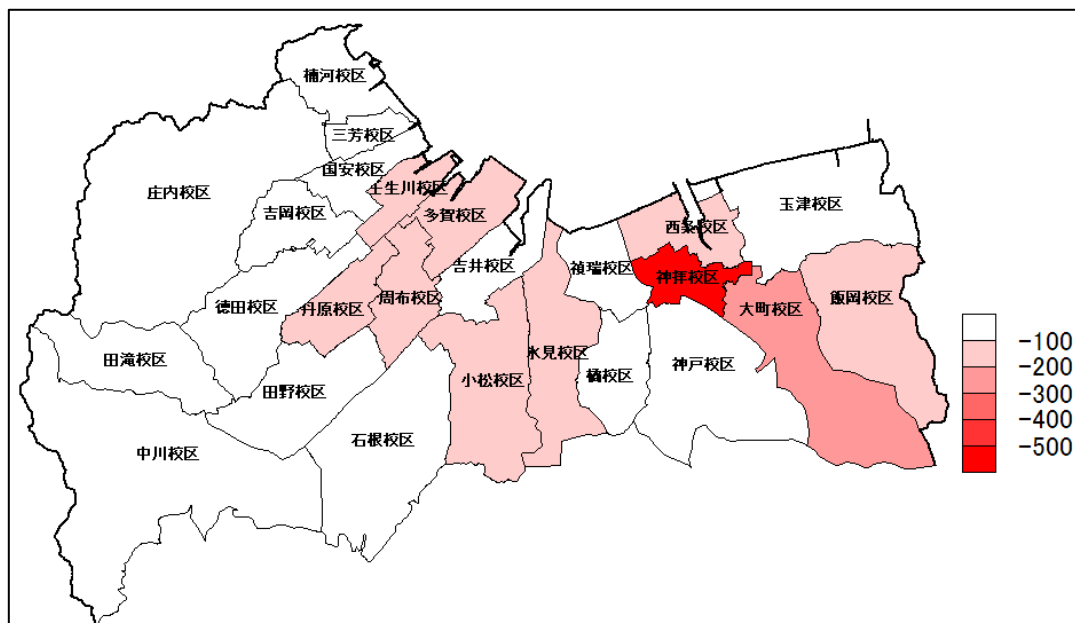 楠河校区
三芳校区
国安校区
壬生川校区
庄内校区
吉岡校区
多賀校区
玉津校区
西条校区
吉井校区
禎瑞校区
神拝校区
飯岡校区
徳田校区
丹原校区
周布校区
大町校区
田滝校区
氷見校区
神戸校区
小松校区
橘校区
田野校区
石根校区
中川校区
-100
-200
-300
-400
-500